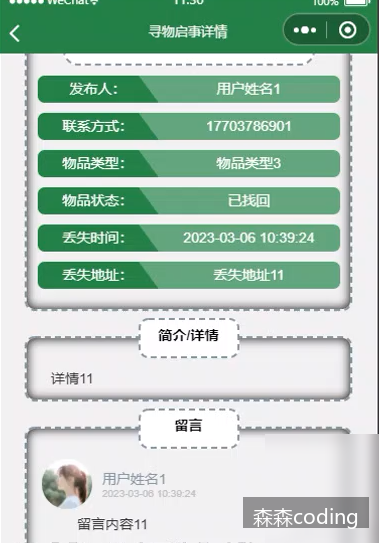 WeChat
11:30
100%
寻物启事详情
发布人: 用户姓名1
联系方式: 17703786901
物品类型: 物品类型3
物品状态: 已找回
丢失时间: 2023-03-06 10:39:24
丢失地址: 丢失地址11
简介/详情
详情11
留言
用户姓名1
2023-03-06 10:39:24
留言内容11
森森coding